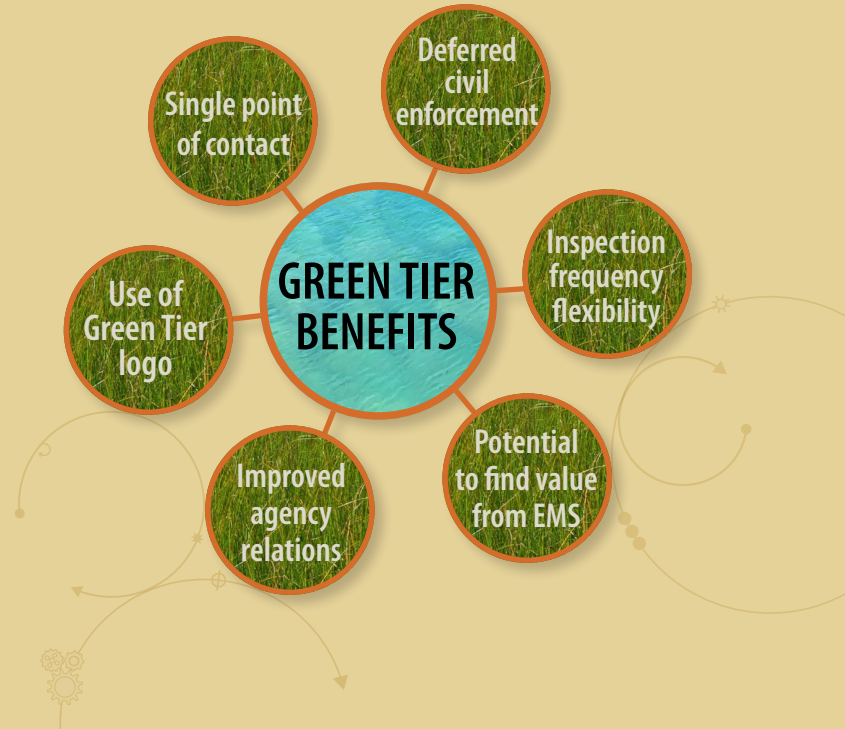 GREEN TIER
BENEFITS
Deferred
civil
enforcement
Inspection
frequency
flexibility
Potential
to find value
from EMS
Improved
agency
relations
Use of
Green Tier
logo
Single point
of contact